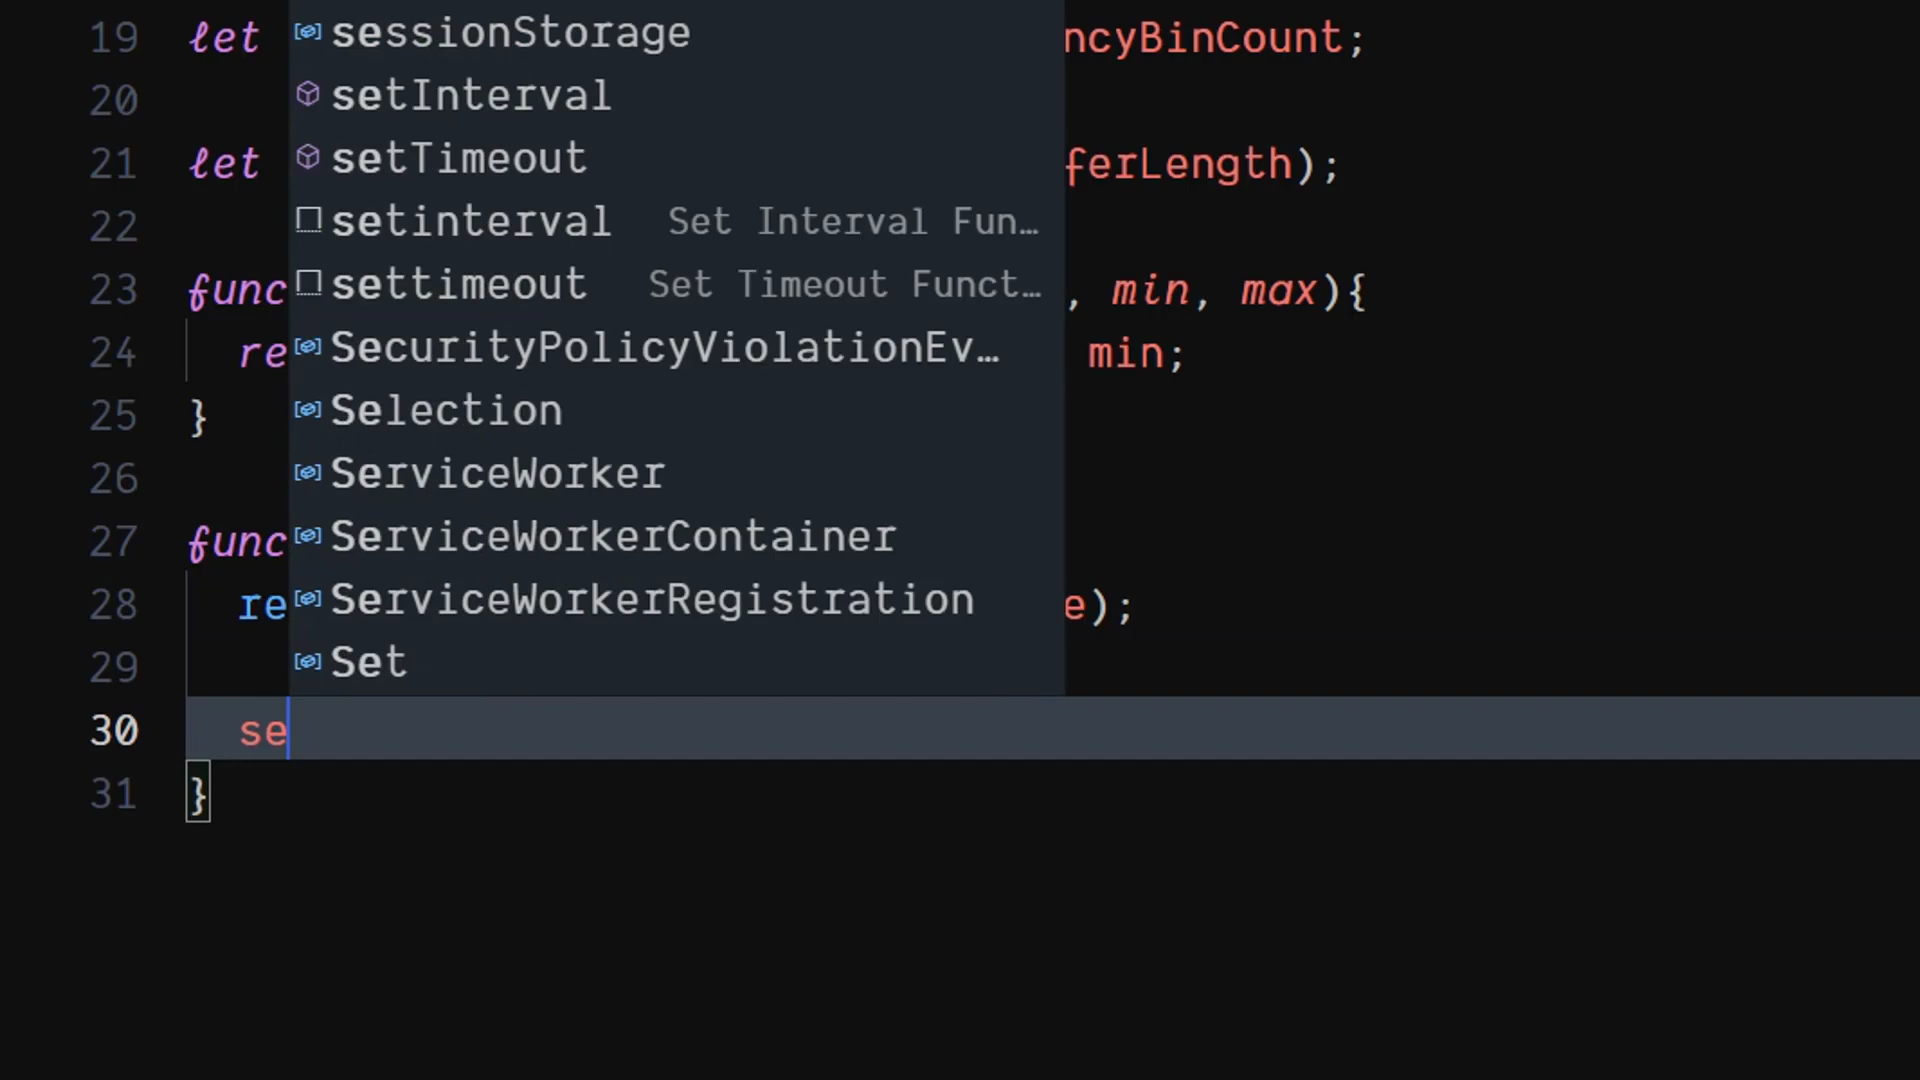 19 let sessionStorage ncyBinCount;
20 setInterval
21 let setTimeout ferLength);
22 setinterval Set Interval Fun…
23 func settimeout Set Timeout Funct… , min, max){
24 re SecurityPolicyViolationEv… min;
25 } Selection
26 ServiceWorker
27 func ServiceWorkerContainer
28 re ServiceWorkerRegistration e);
29 Set
30 se
31 }